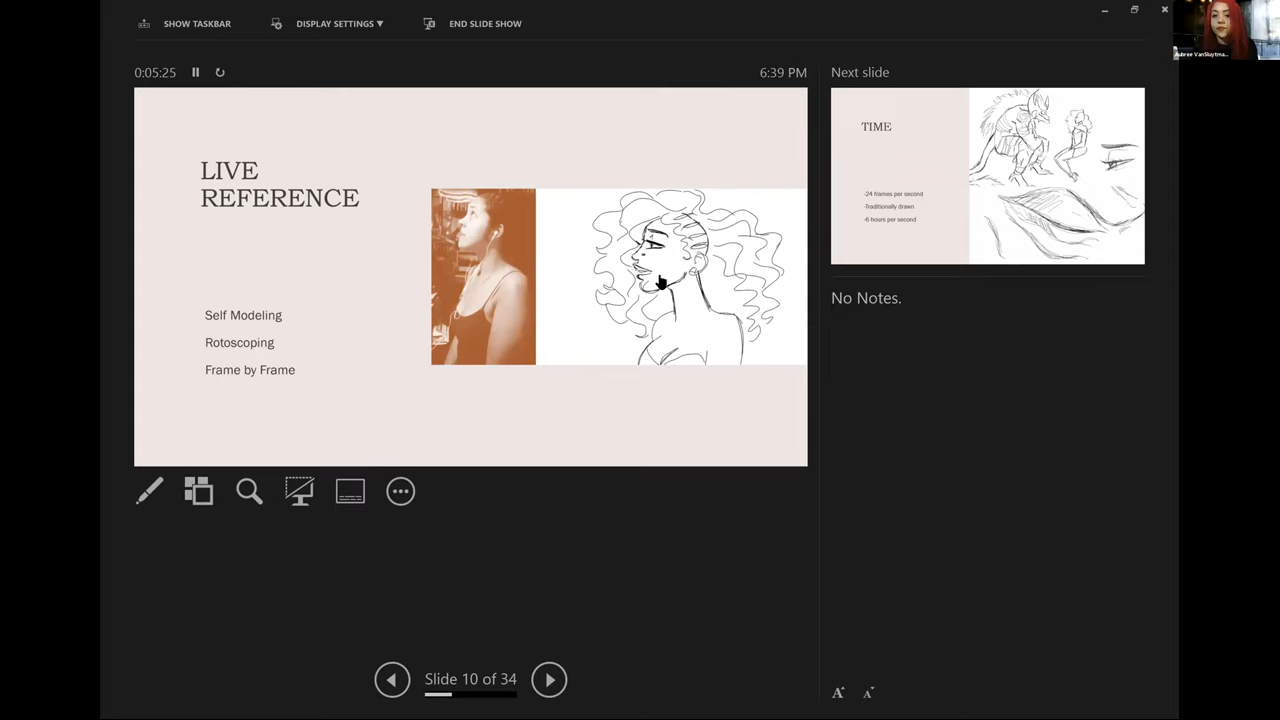 SHOW TASKBAR
DISPLAY SETTINGS ▼
END SLIDE SHOW
0:05:25
6:39 PM
LIVE
REFERENCE
Self Modeling
Rotoscoping
Frame by Frame
Next slide
TIME
-24 frames per second
-Traditionally drawn
-6 hours per second
No Notes.
Slide 10 of 34
A
A
Aubree VanSluytma...